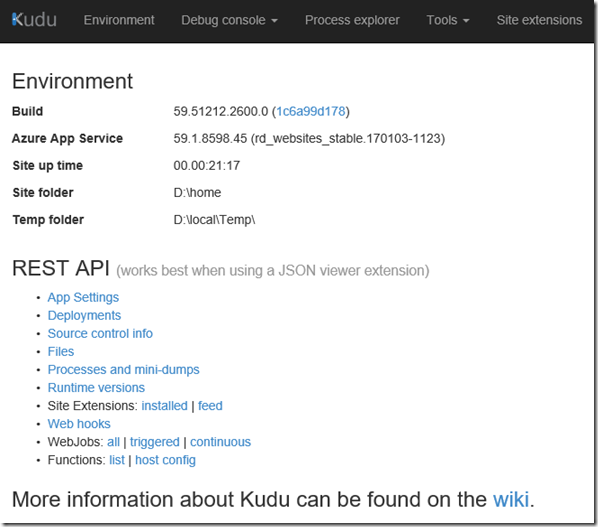 Kudu Environment Debug console Process explorer Tools Site extensions
Environment
Build 59.51212.2600.0 (1c6a99d178)
Azure App Service 59.1.8598.45 (rd_websites_stable.170103-1123)
Site up time 00.00:21:17
Site folder D:\home
Temp folder D:\local\Temp\
REST API (works best when using a JSON viewer extension)
• App Settings
• Deployments
• Source control info
• Files
• Processes and mini-dumps
• Runtime versions
• Site Extensions: installed | feed
• Web hooks
• WebJobs: all | triggered | continuous
• Functions: list | host config
More information about Kudu can be found on the wiki.